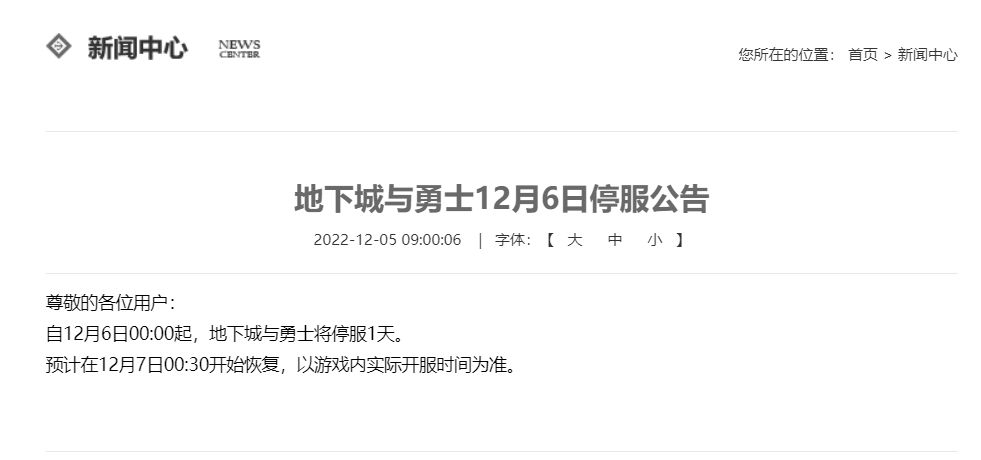 新闻中心 NEWS CENTER
您所在的位置： 首页 > 新闻中心
地下城与勇士12月6日停服公告
2022-12-05 09:00:06 | 字体：【 大 中 小 】
尊敬的各位用户：
自12月6日00:00起，地下城与勇士将停服1天。
预计在12月7日00:30开始恢复，以游戏内实际开服时间为准。